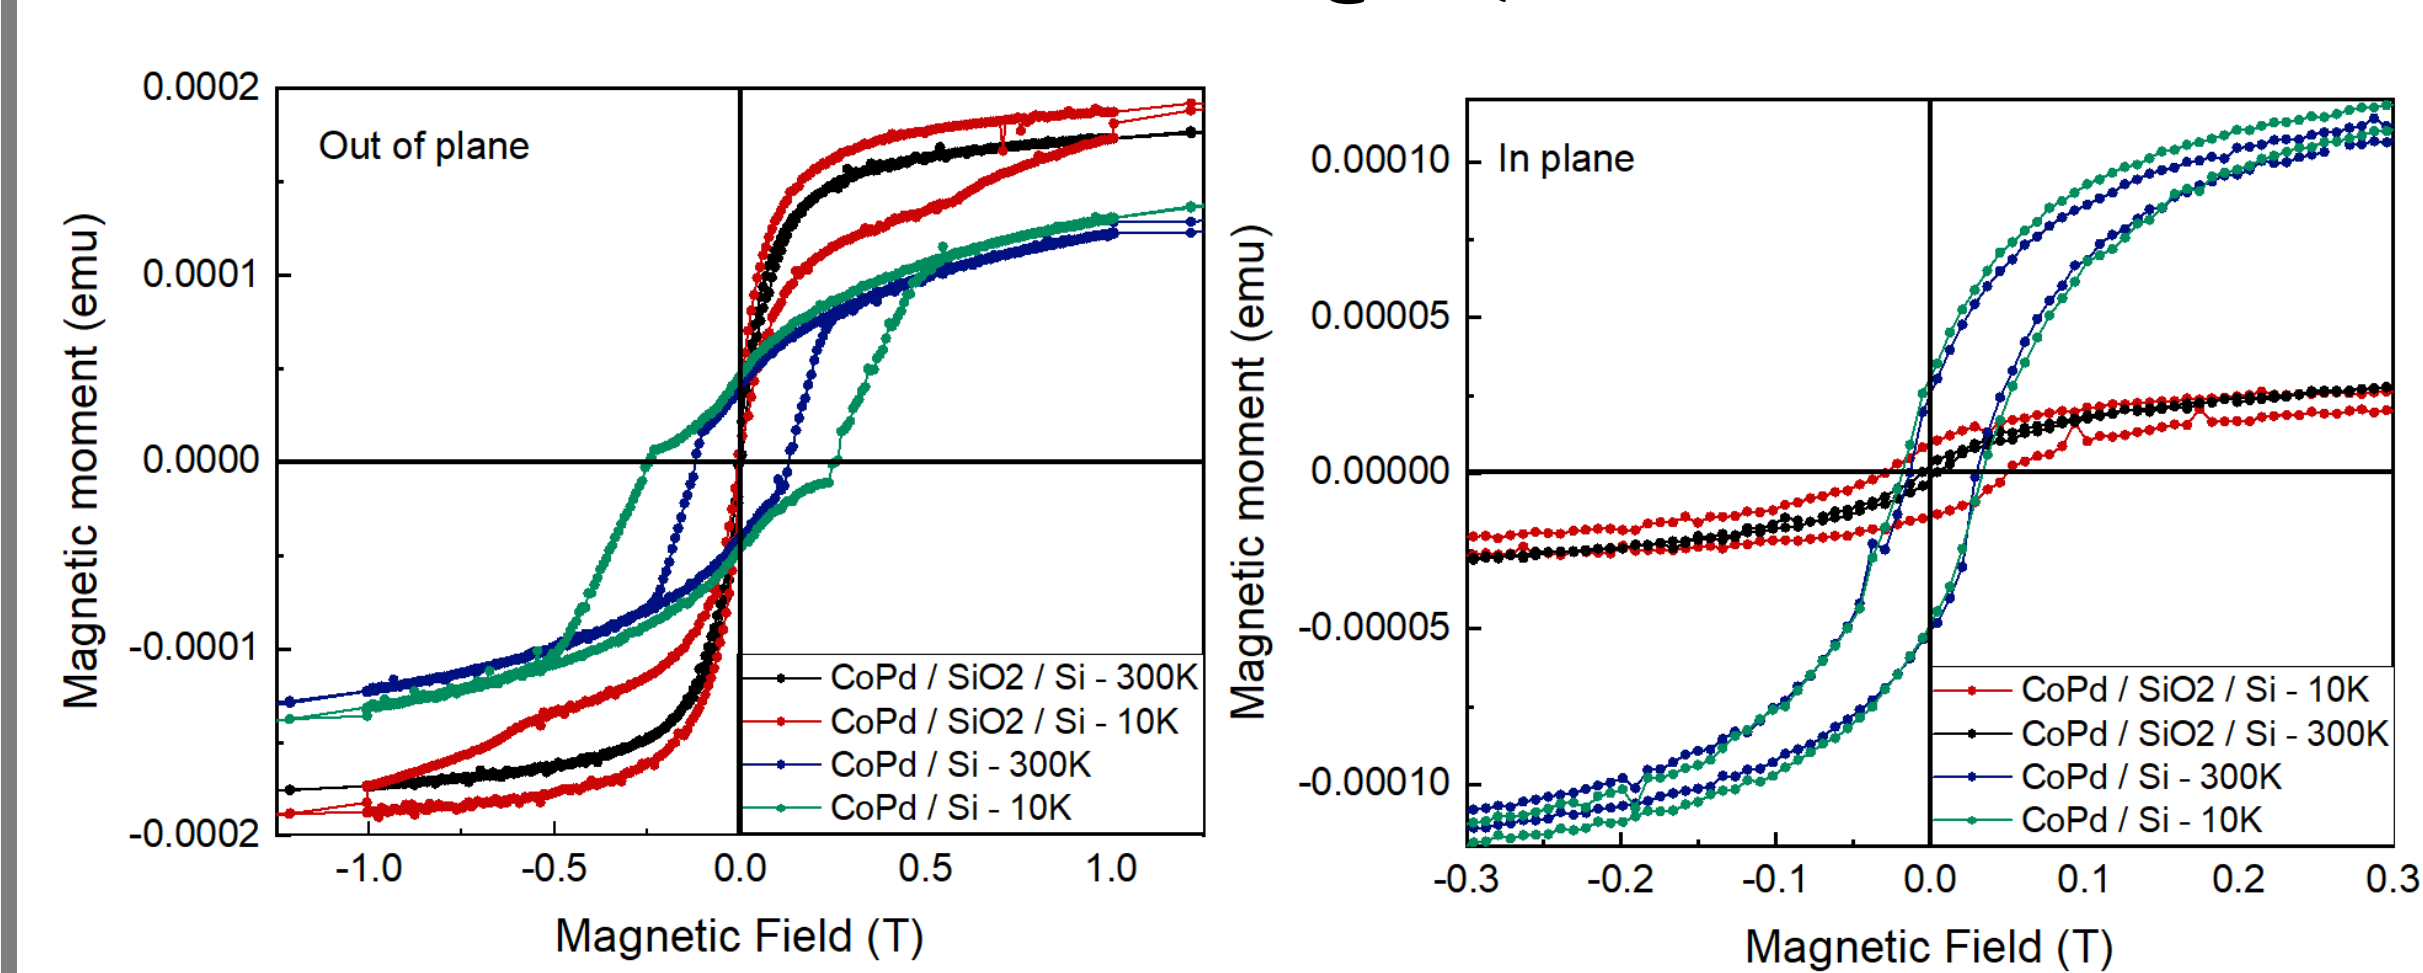 Out of plane
Magnetic moment (emu)
0.0002
0.0001
0.0000
-0.0001
-0.0002
-1.0 -0.5 0.0 0.5 1.0
Magnetic Field (T)
CoPd / SiO2 / Si - 300K
CoPd / SiO2 / Si - 10K
CoPd / Si - 300K
CoPd / Si - 10K
In plane
Magnetic moment (emu)
0.00010
0.00005
0.00000
-0.00005
-0.00010
-0.3 -0.2 -0.1 0.0 0.1 0.2 0.3
Magnetic Field (T)
CoPd / SiO2 / Si - 10K
CoPd / SiO2 / Si - 300K
CoPd / Si - 300K
CoPd / Si - 10K